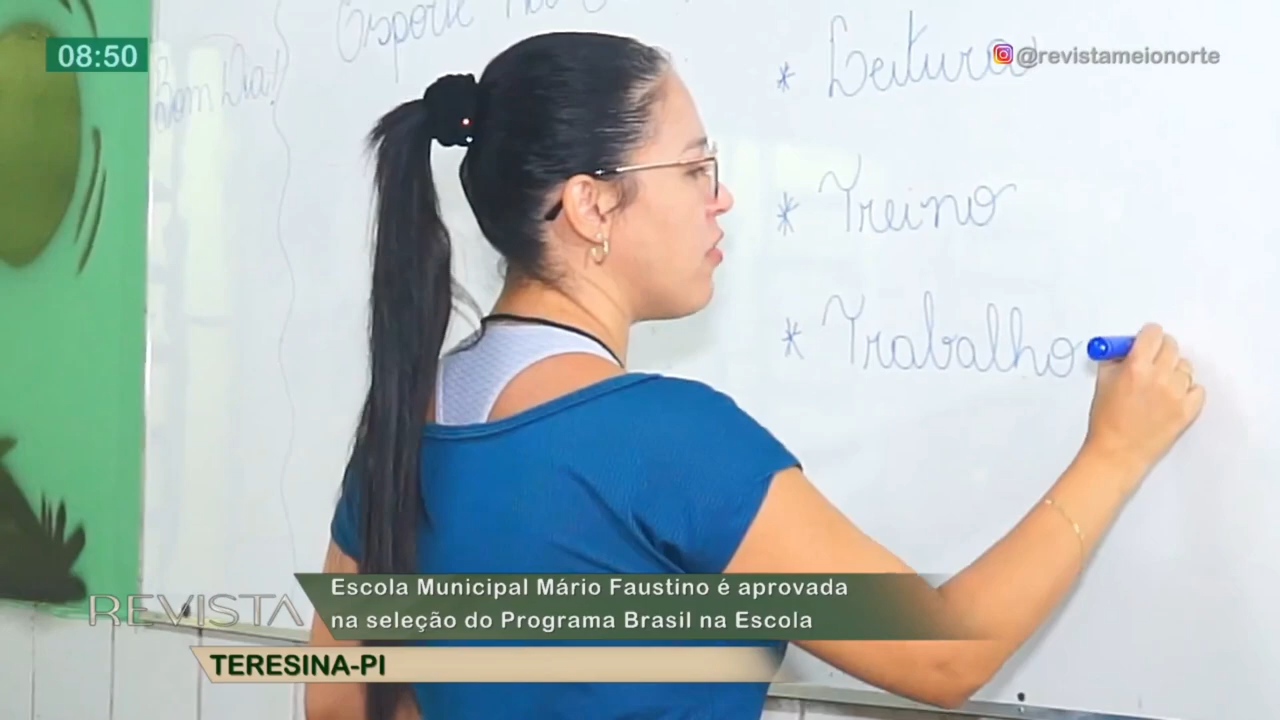 08:50
@revistameionorte
Bom Dia!
Esporte
* Leitura
* Treino
* Trabalho
REVISTA
Escola Municipal Mário Faustino é aprovada
na seleção do Programa Brasil na Escola
TERESINA-PI